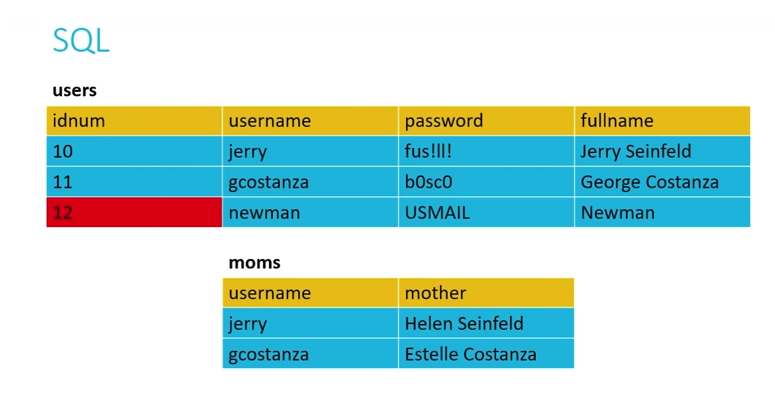 SQL
users
idnum username password fullname
10 jerry fus!ll! Jerry Seinfeld
11 gcostanza b0sc0 George Costanza
12 newman USMAIL Newman
moms
username mother
jerry Helen Seinfeld
gcostanza Estelle Costanza